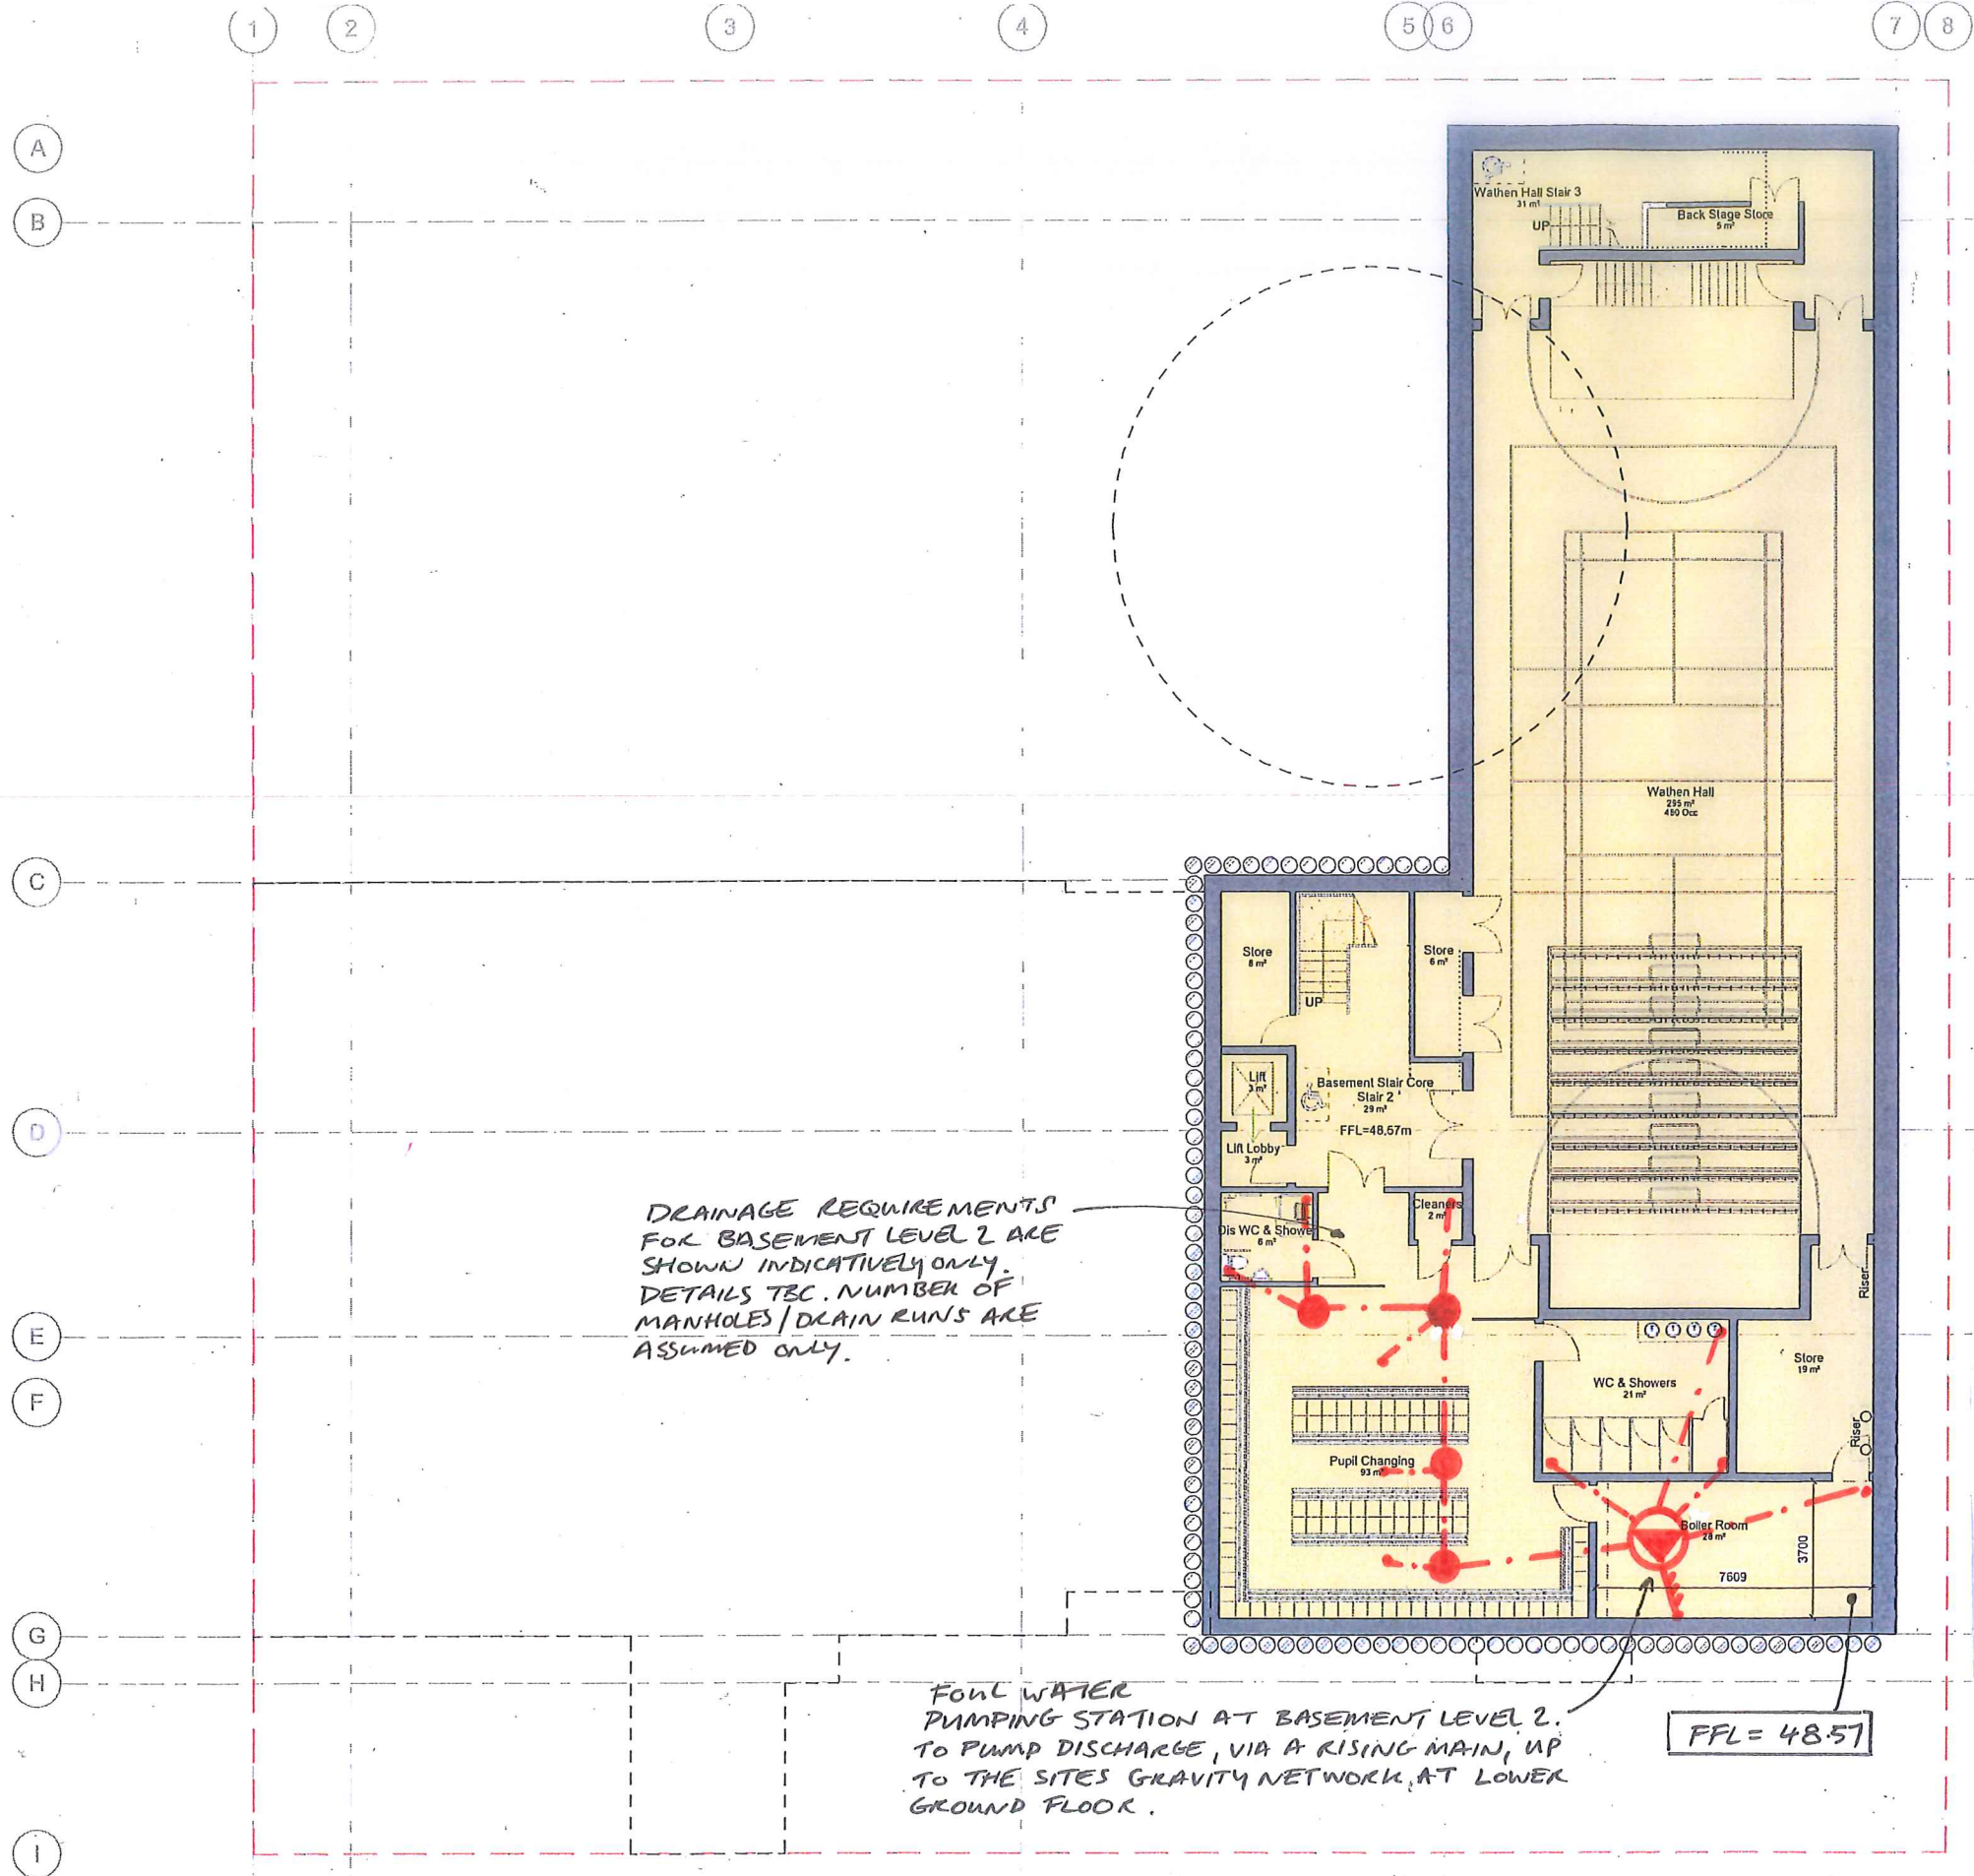 1
2
3
4
5
6
7
8
A
B
C
D
E
F
G
H
I
Wathen Hall Stair 3
31 m²
UP
Back Stage Store
5 m²
Wathen Hall
295 m²
480 Occ
Store
8 m²
UP
Store
6 m²
Lift
3 m²
Basement Stair Core
Stair 2
29 m²
FFL=48.57m
Lift Lobby
3 m²
Dis WC & Shower
6 m²
Cleaners
2 m²
Riser
Store
19 m²
WC & Showers
21 m²
Riser
Pupil Changing
93 m²
Boiler Room
28 m²
3700
7609
DRAINAGE REQUIREMENTS
FOR BASEMENT LEVEL 2 ARE
SHOWN INDICATIVELY ONLY.
DETAILS TBC. NUMBER OF
MANHOLES/DRAIN RUNS ARE
ASSUMED ONLY.
FOUL WATER
PUMPING STATION AT BASEMENT LEVEL 2.
TO PUMP DISCHARGE, VIA A RISING MAIN, UP
TO THE SITES GRAVITY NETWORK, AT LOWER
GROUND FLOOR.
FFL = 48.57